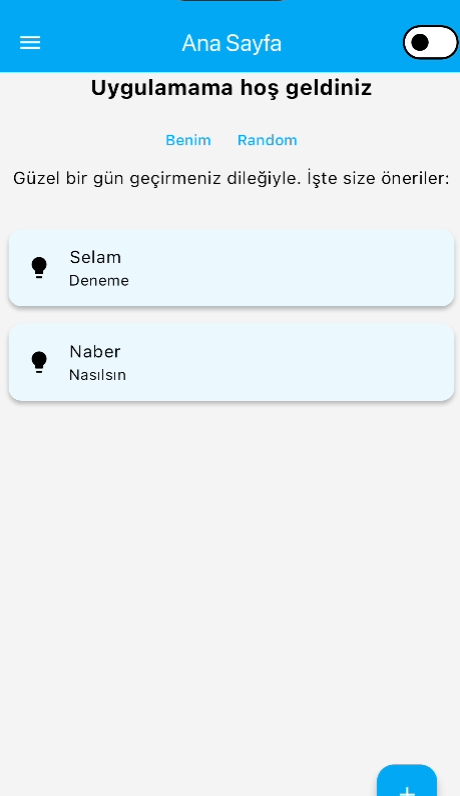 Ana Sayfa
Uygulamama hoş geldiniz
Benim Random
Güzel bir gün geçirmeniz dileğiyle. İşte size öneriler:
Selam
Deneme
Naber
Nasılsın